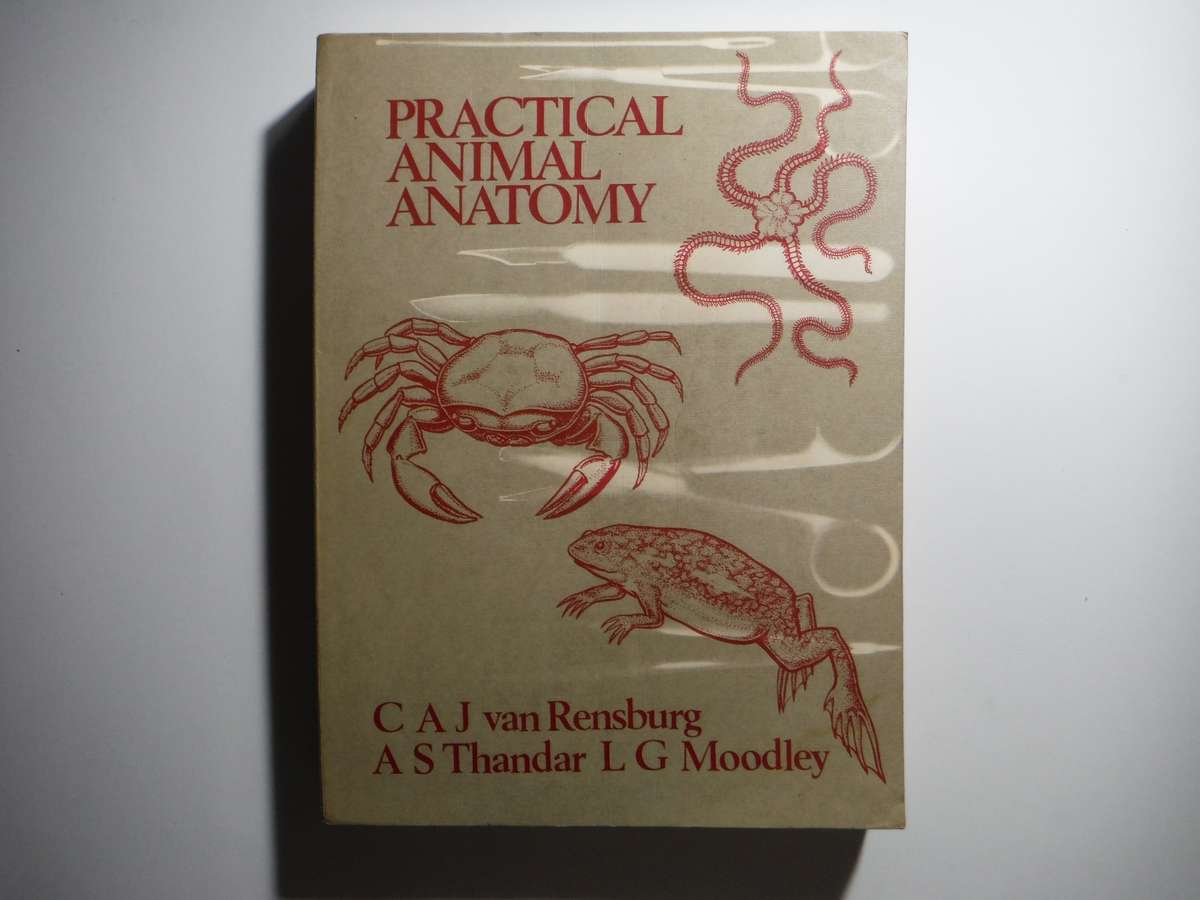 PRACTICAL
ANIMAL
ANATOMY
C A J van Rensburg
A S Thandar L G Moodley